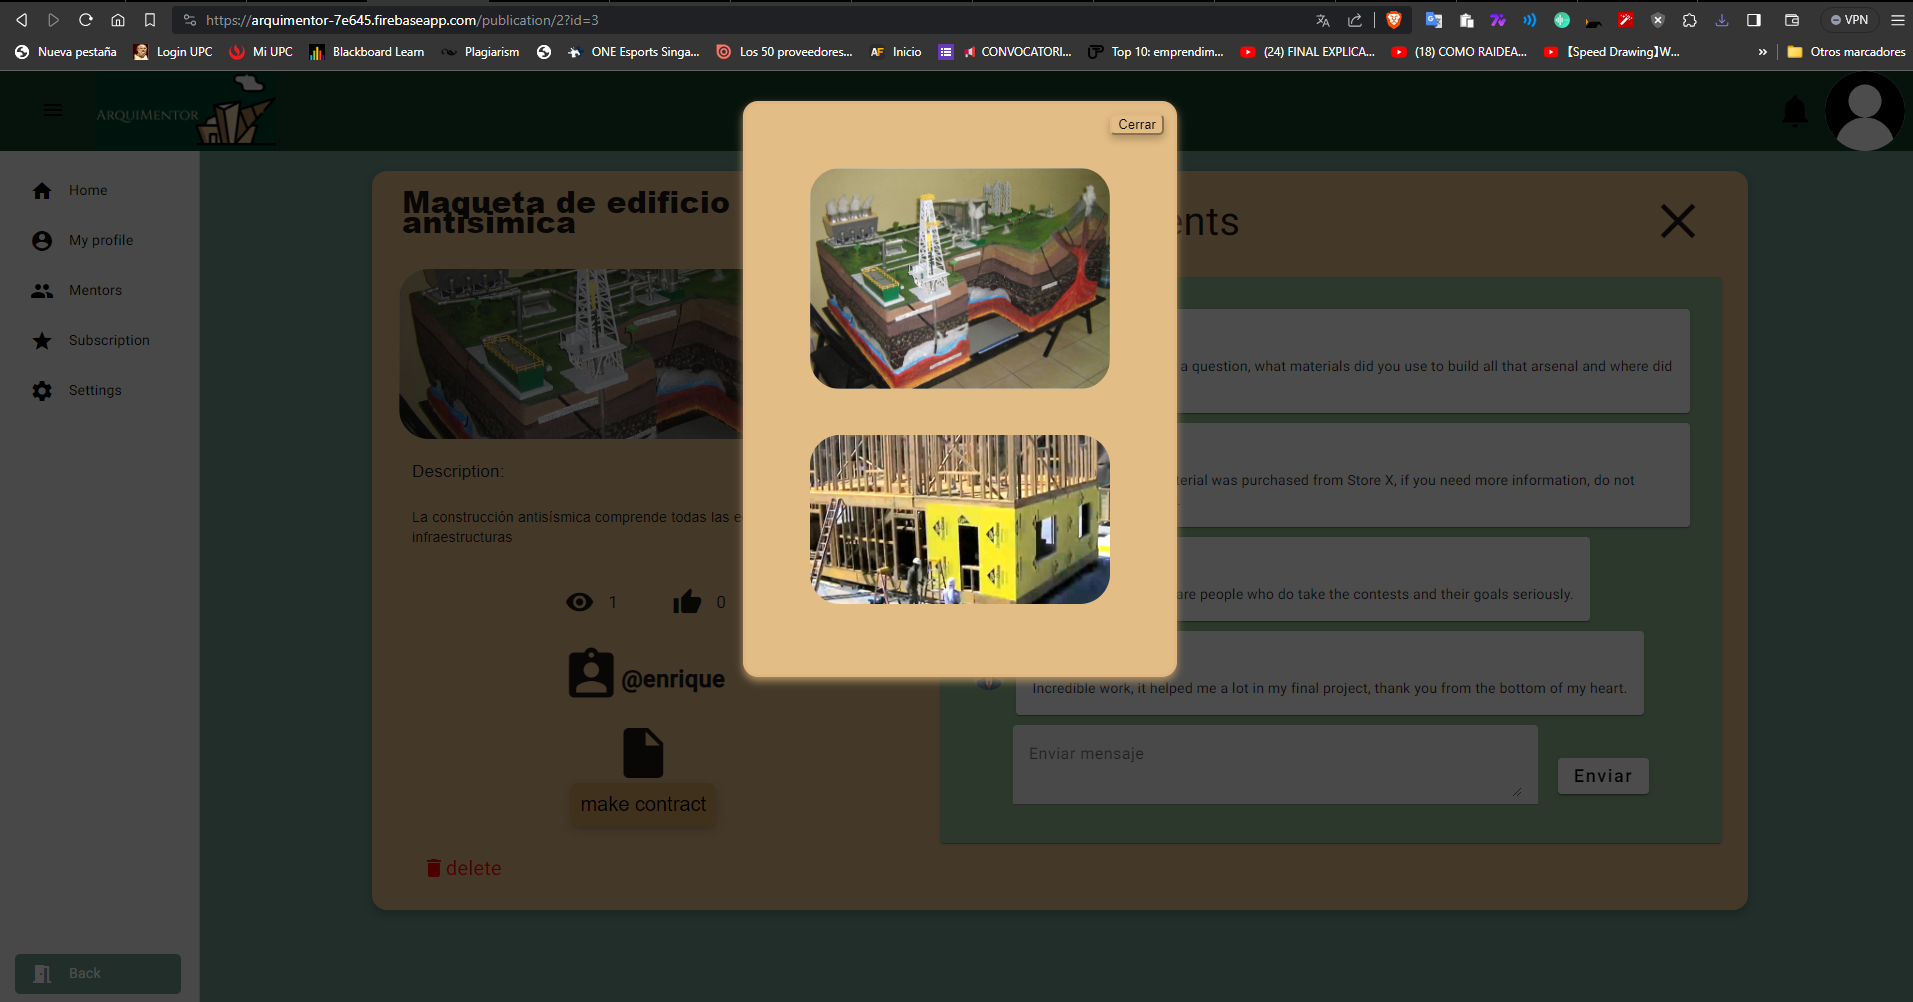 https://arquimentor-7e645.firebaseapp.com/publication/2?id=3
VPN
Nueva pestaña
Login UPC
Mi UPC
Blackboard Learn
Plagiarism
ONE Esports Singa...
Los 50 proveedores...
Inicio
CONVOCATORI...
Top 10: emprendim...
(24) FINAL EXPLICA...
(18) COMO RAIDEA...
【Speed Drawing】W...
»
Otros marcadores
ARQUIMENTOR
Cerrar
Home
My profile
Mentors
Subscription
Settings
Back
Maqueta de edificio
antisimica
ents
Description:
La construcción antisísmica comprende todas las e
infraestructuras
1
0
@enrique
make contract
delete
a question, what materials did you use to build all that arsenal and where did
terial was purchased from Store X, if you need more information, do not
are people who do take the contests and their goals seriously.
Incredible work, it helped me a lot in my final project, thank you from the bottom of my heart.
Enviar mensaje
Enviar